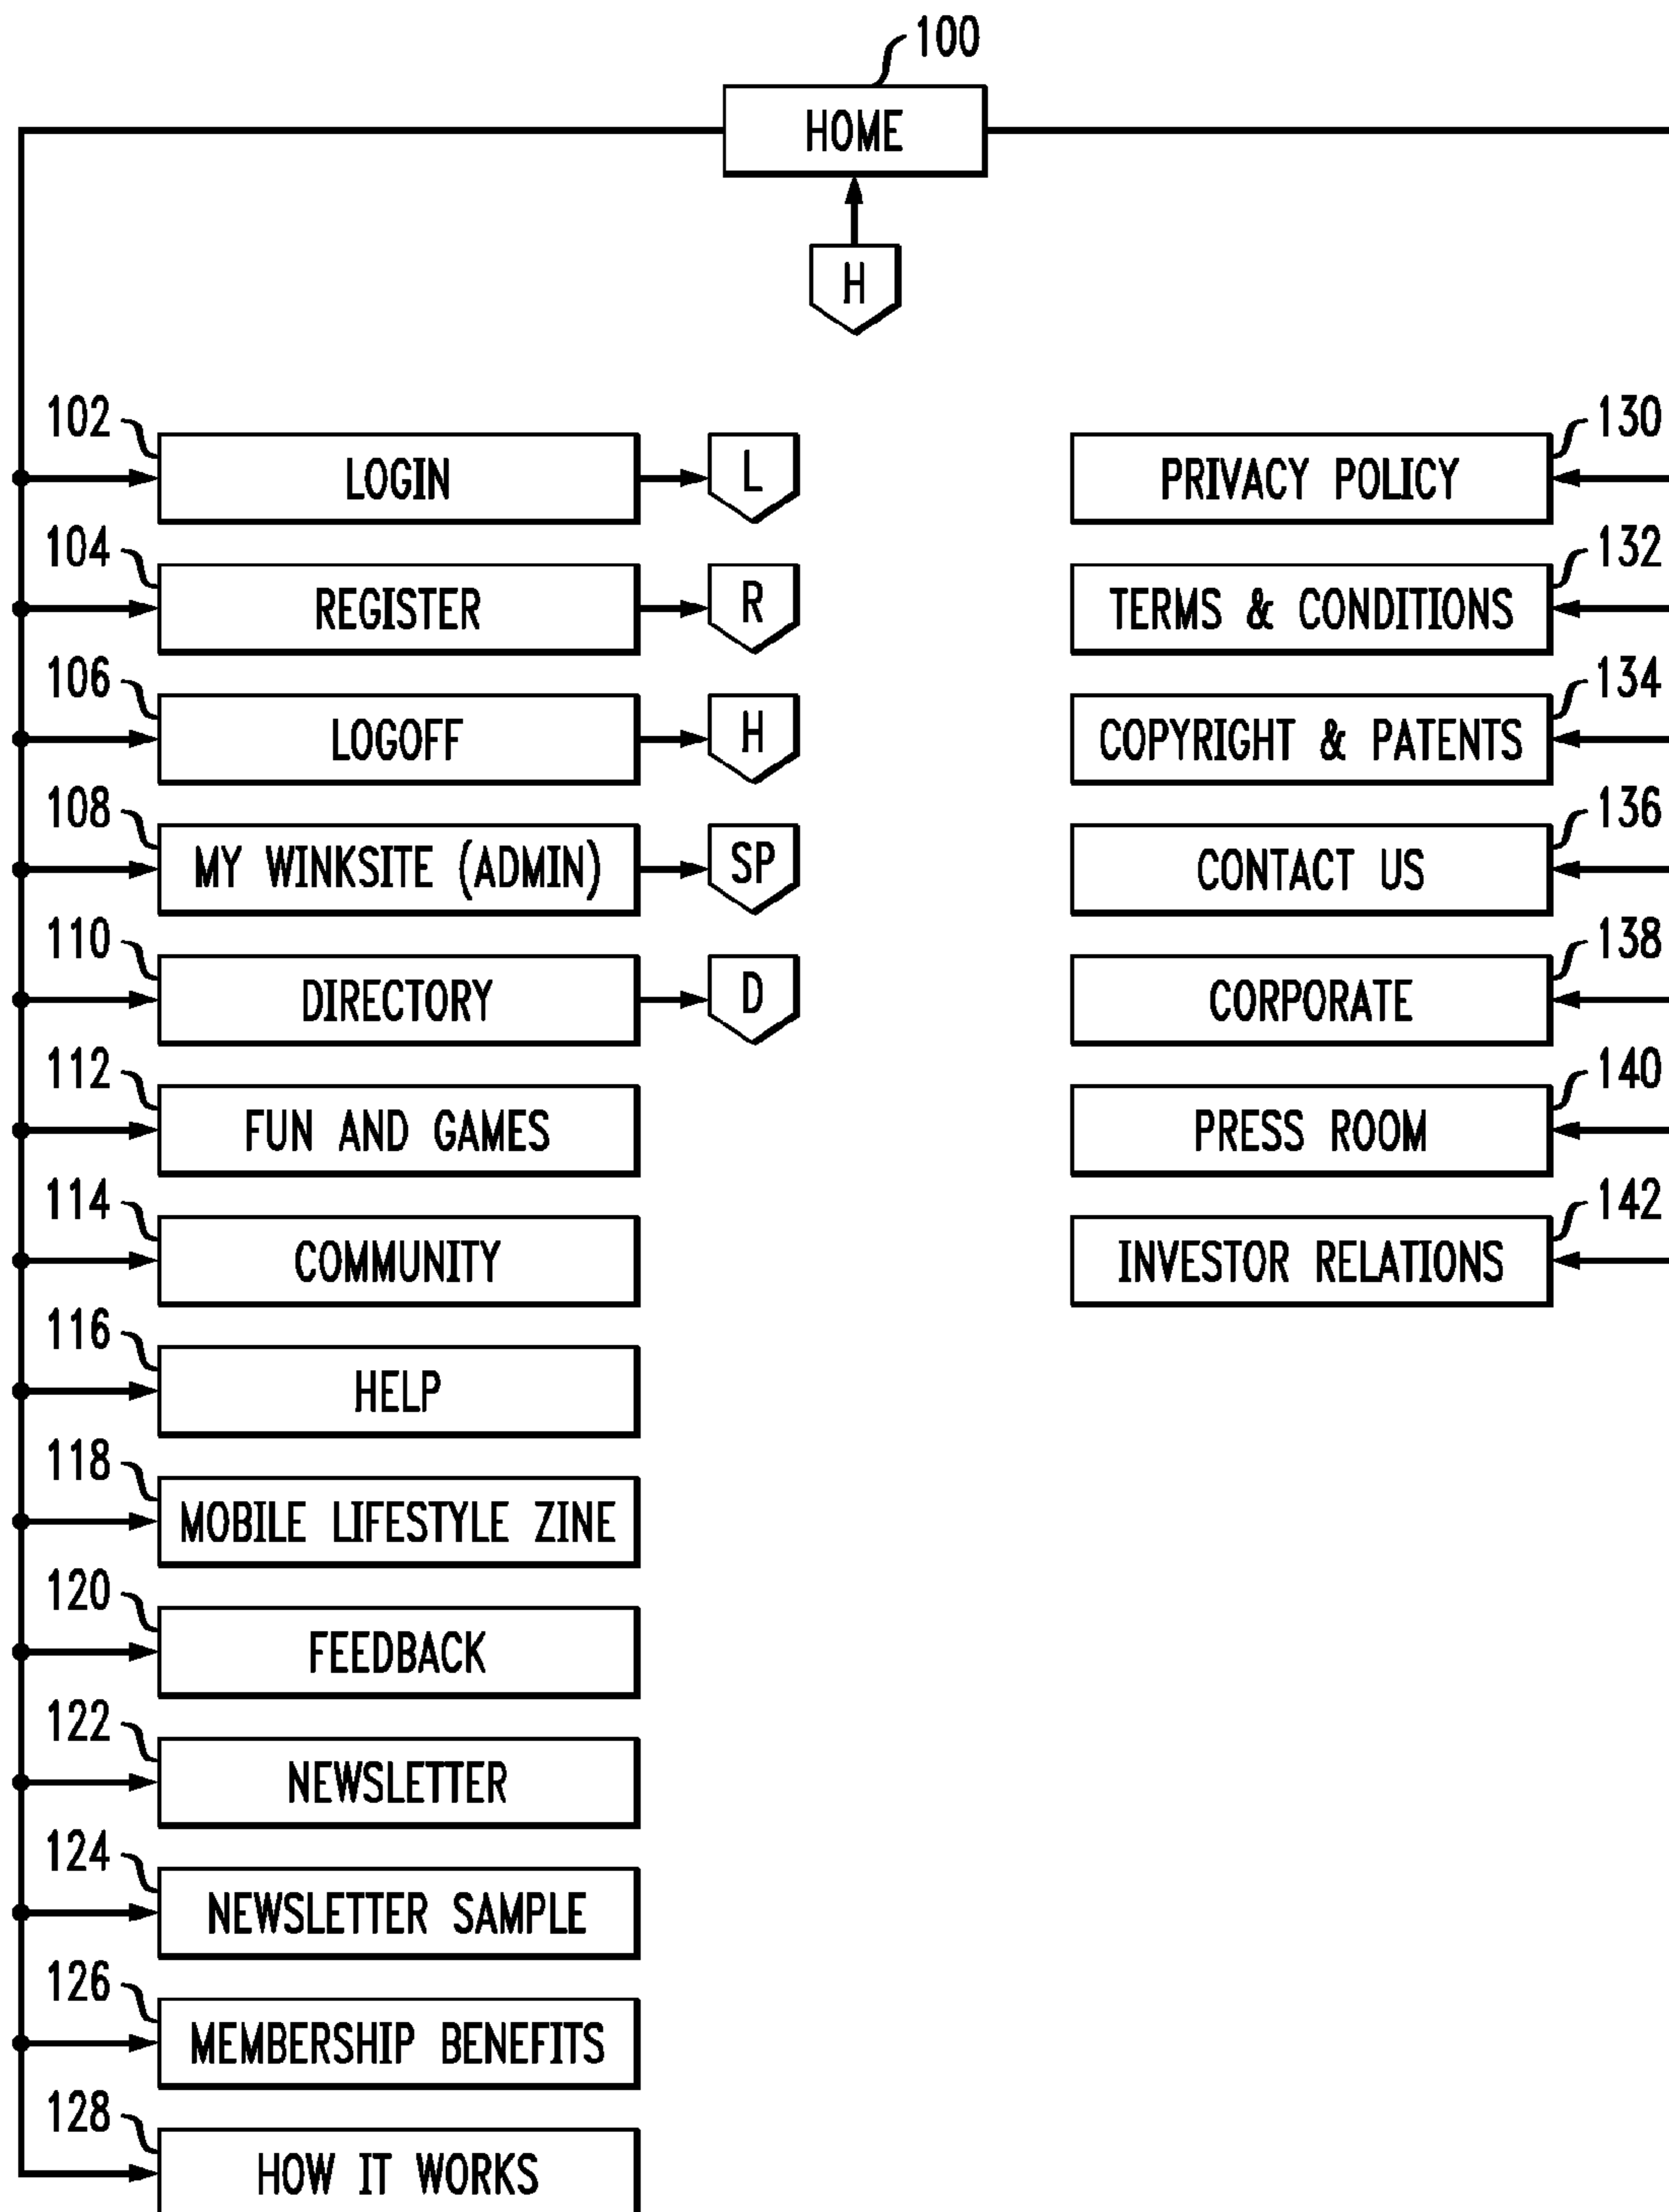 100
HOME
H
102
LOGIN
L
104
REGISTER
R
106
LOGOFF
H
108
MY WINKSITE (ADMIN)
SP
110
DIRECTORY
D
112
FUN AND GAMES
114
COMMUNITY
116
HELP
118
MOBILE LIFESTYLE ZINE
120
FEEDBACK
122
NEWSLETTER
124
NEWSLETTER SAMPLE
126
MEMBERSHIP BENEFITS
128
HOW IT WORKS
130
PRIVACY POLICY
132
TERMS & CONDITIONS
134
COPYRIGHT & PATENTS
136
CONTACT US
138
CORPORATE
140
PRESS ROOM
142
INVESTOR RELATIONS